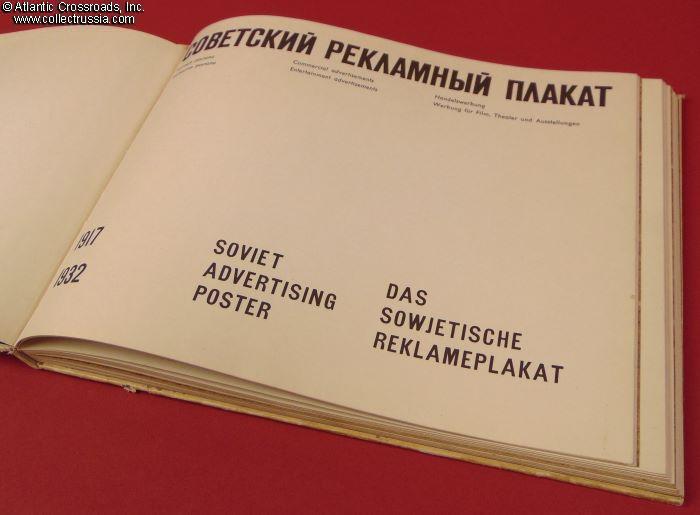 © Atlantic Crossroads, Inc.
www.collectrussia.com
СОВЕТСКИЙ РЕКЛАМНЫЙ ПЛАКАТ
Commercial advertisements
Entertainment advertisements
Handelswerbung
Werbung für Film, Theater und Ausstellungen
1917
1932
SOVIET
ADVERTISING
POSTER
DAS
SOWJETISCHE
REKLAMEPLAKAT